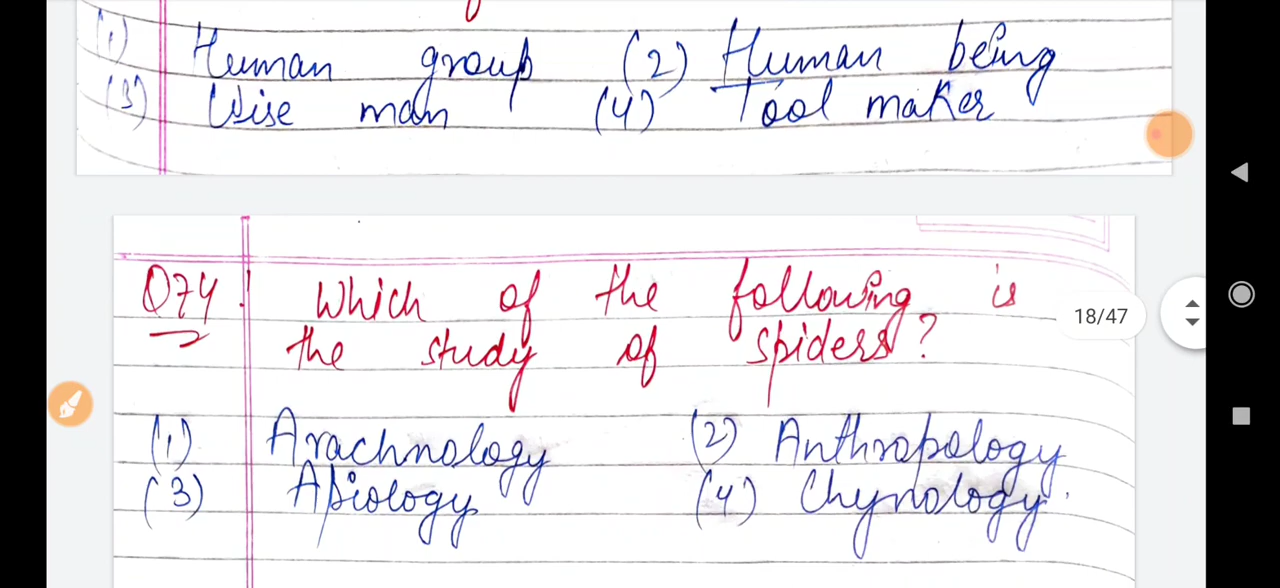 (1) Human group (2) Human being
(3) Wise man (4) Tool maker
Q74. Which of the following is
18/47
the study of spiders?
(1) Arachnology (2) Anthropology
(3) Apiology (4) Chynology.